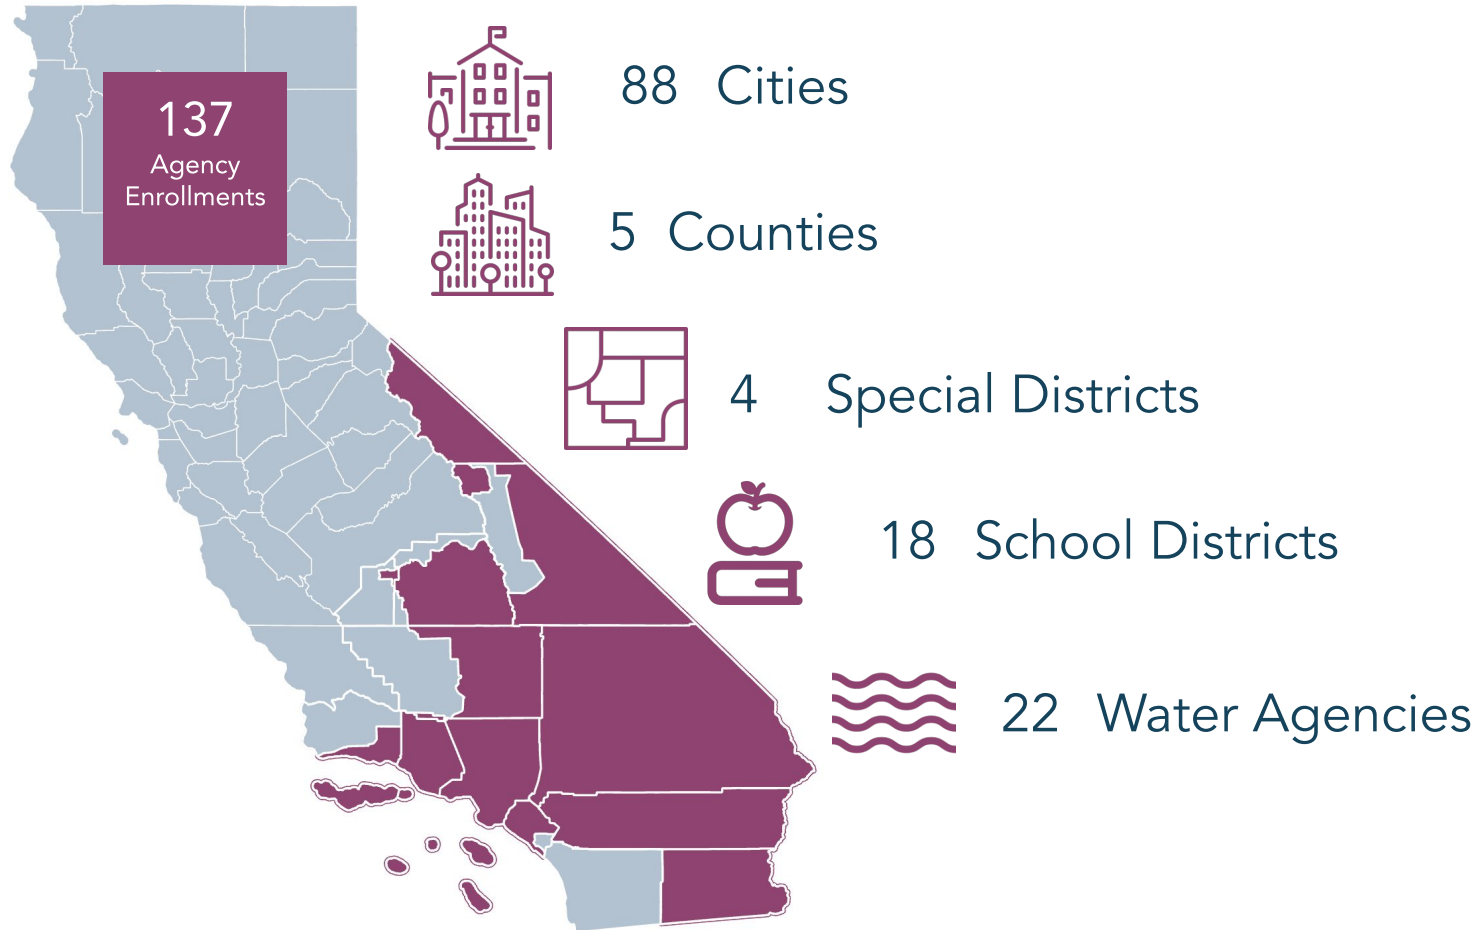 137
Agency
Enrollments
88 Cities
5 Counties
4 Special Districts
18 School Districts
22 Water Agencies